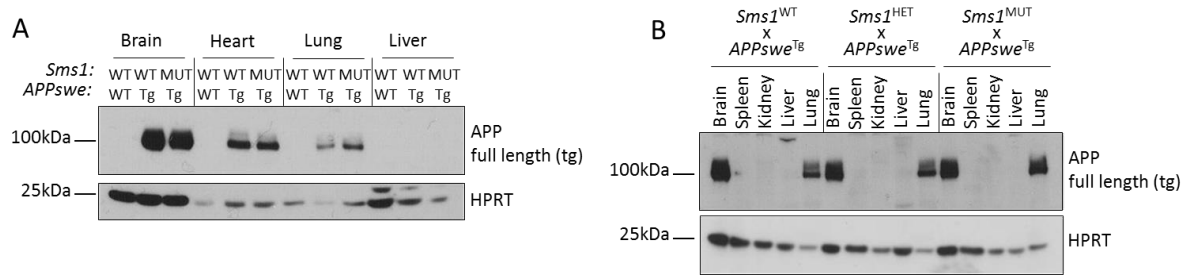 A
Brain Heart Lung Liver
Sms1: WT WT MUT WT WT MUT WT WT MUT WT WT MUT
APPswe: WT Tg Tg WT Tg Tg WT Tg Tg WT Tg Tg
100kDa
APP
full length (tg)
25kDa
HPRT
B
Sms1WT Sms1HET Sms1MUT
x x x
APPsweTg APPsweTg APPsweTg
Brain Spleen Kidney Liver Lung Brain Spleen Kidney Liver Lung Brain Spleen Kidney Liver Lung
100kDa
APP
full length (tg)
25kDa
HPRT